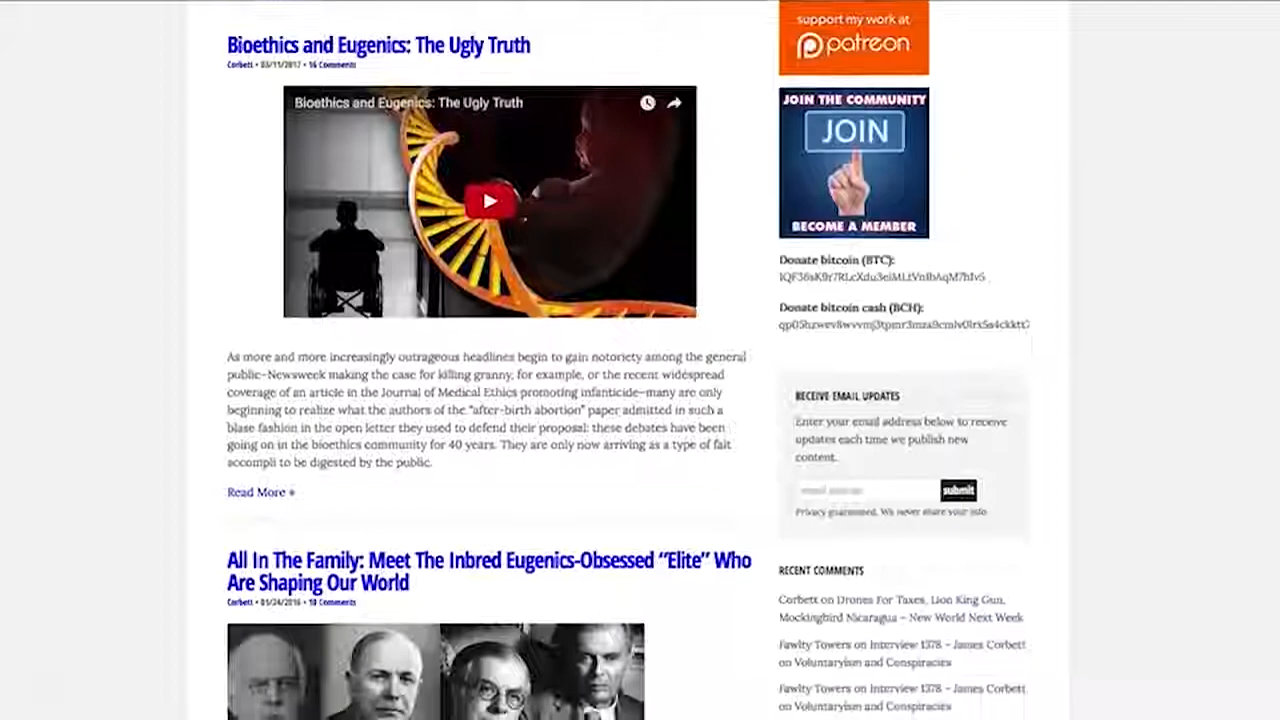 Bioethics and Eugenics: The Ugly Truth
Corbett • 03/11/2017 • 16 Comments
Bioethics and Eugenics: The Ugly Truth
As more and more increasingly outrageous headlines begin to gain notoriety among the general
public–Newsweek making the case for killing granny, for example, or the recent widespread
coverage of an article in the Journal of Medical Ethics promoting infanticide–many are only
beginning to realize what the authors of the "after-birth abortion" paper admitted in such a
blase fashion in the open letter they used to defend their proposal: these debates have been
going on in the bioethics community for 40 years. They are only now arriving as a type of fait
accompli to be digested by the public.
Read More »
All In The Family: Meet The Inbred Eugenics-Obsessed “Elite” Who
Are Shaping Our World
Corbett • 01/24/2016 • 18 Comments
support my work at
patreon
JOIN THE COMMUNITY
JOIN
BECOME A MEMBER
Donate bitcoin (BTC):
Donate bitcoin cash (BCH):
RECEIVE EMAIL UPDATES
Enter your email address below to receive
updates each time we publish new
content.
submit
Privacy guaranteed. We never share your info
RECENT COMMENTS
Corbett on Drones For Taxes, Lion King Gun,
Mockingbird Nicaragua – New World Next Week
Fawlty Towers on Interview 1378 – James Corbett
on Voluntaryism and Conspiracies
Fawlty Towers on Interview 1378 – James Corbett
on Voluntaryism and Conspiracies